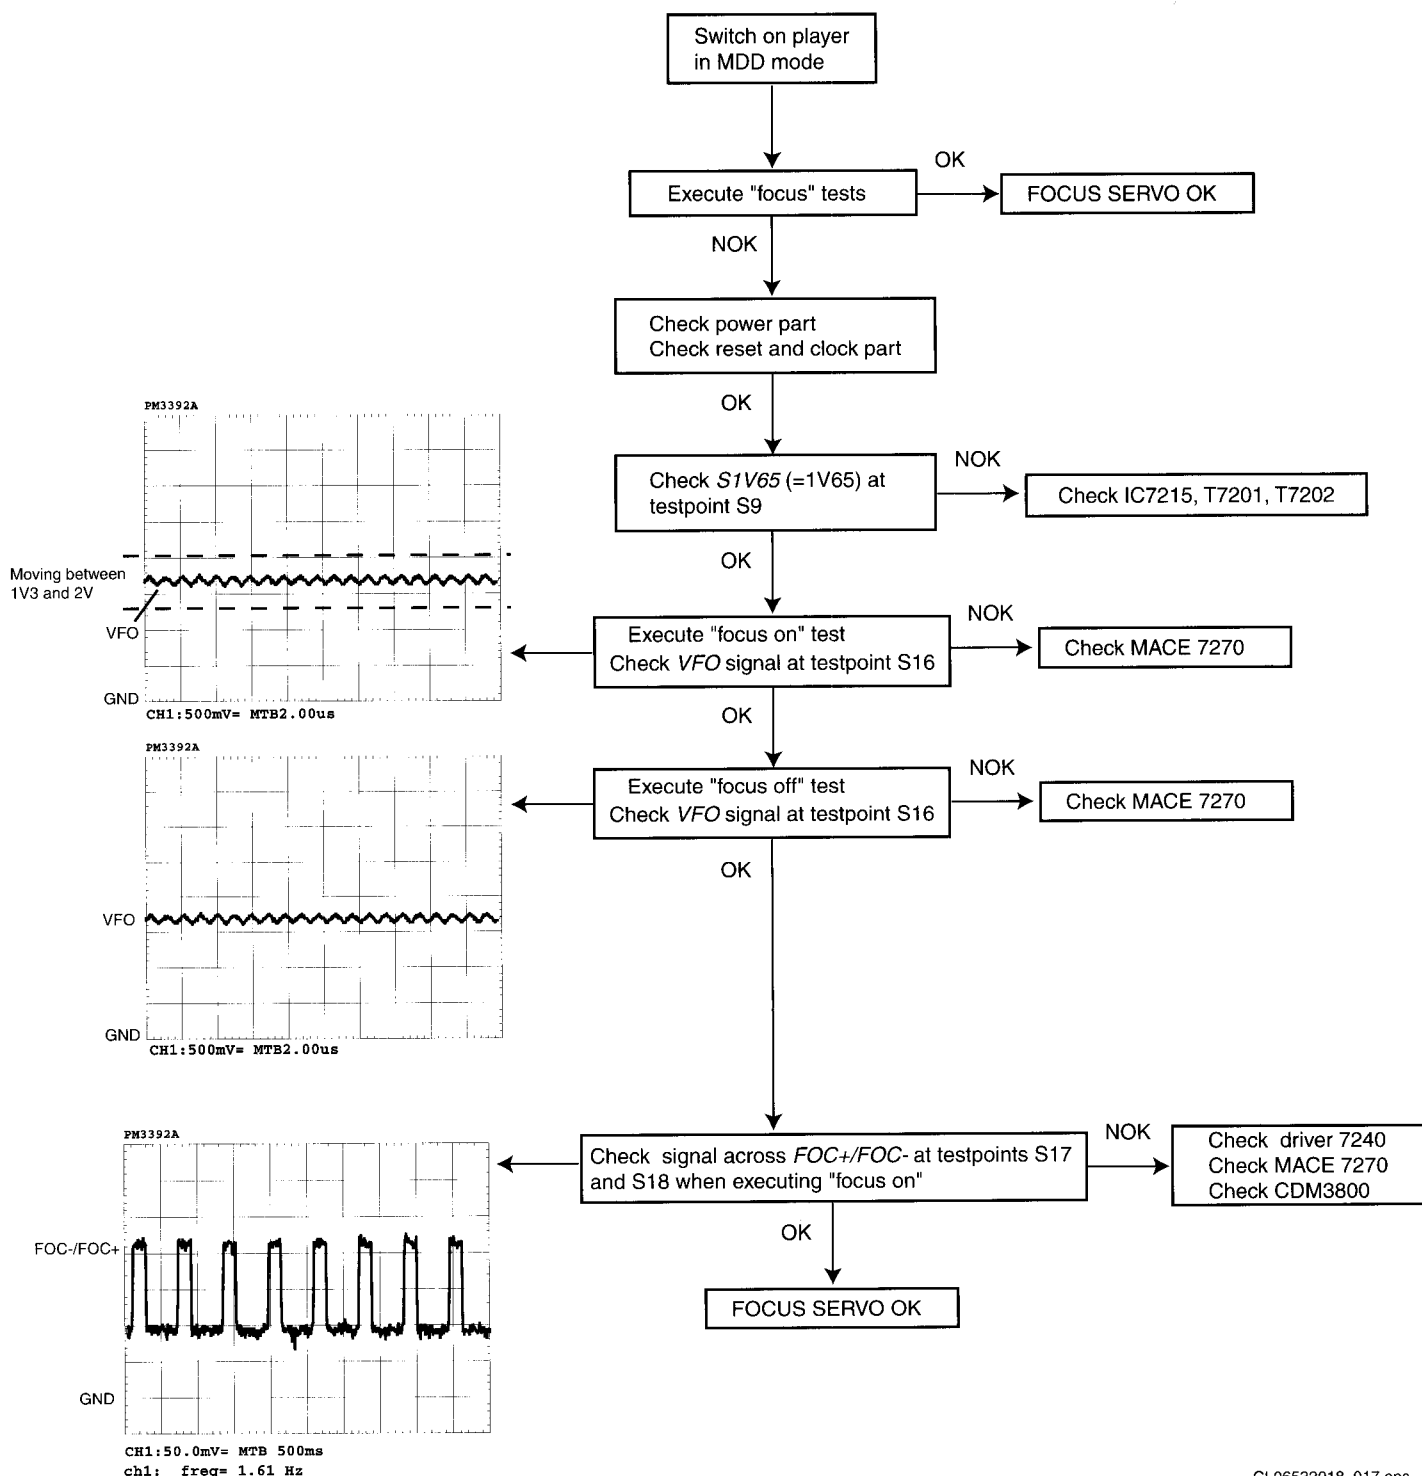 Switch on player
in MDD mode
OK
Execute "focus" tests
FOCUS SERVO OK
NOK
Check power part
Check reset and clock part
OK
PM3392A
Check S1V65 (=1V65) at
testpoint S9
NOK
Check IC7215, T7201, T7202
OK
Moving between
1V3 and 2V
VFO
GND
CH1:500mV= MTB2.00us
Execute "focus on" test
Check VFO signal at testpoint S16
NOK
Check MACE 7270
OK
PM3392A
Execute "focus off" test
Check VFO signal at testpoint S16
NOK
Check MACE 7270
OK
VFO
GND
CH1:500mV= MTB2.00us
PM3392A
Check signal across FOC+/FOC- at testpoints S17
and S18 when executing "focus on"
NOK
Check driver 7240
Check MACE 7270
Check CDM3800
OK
FOC-/FOC+
FOCUS SERVO OK
GND
CH1:50.0mV= MTB 500ms
ch1: freq= 1.61 Hz